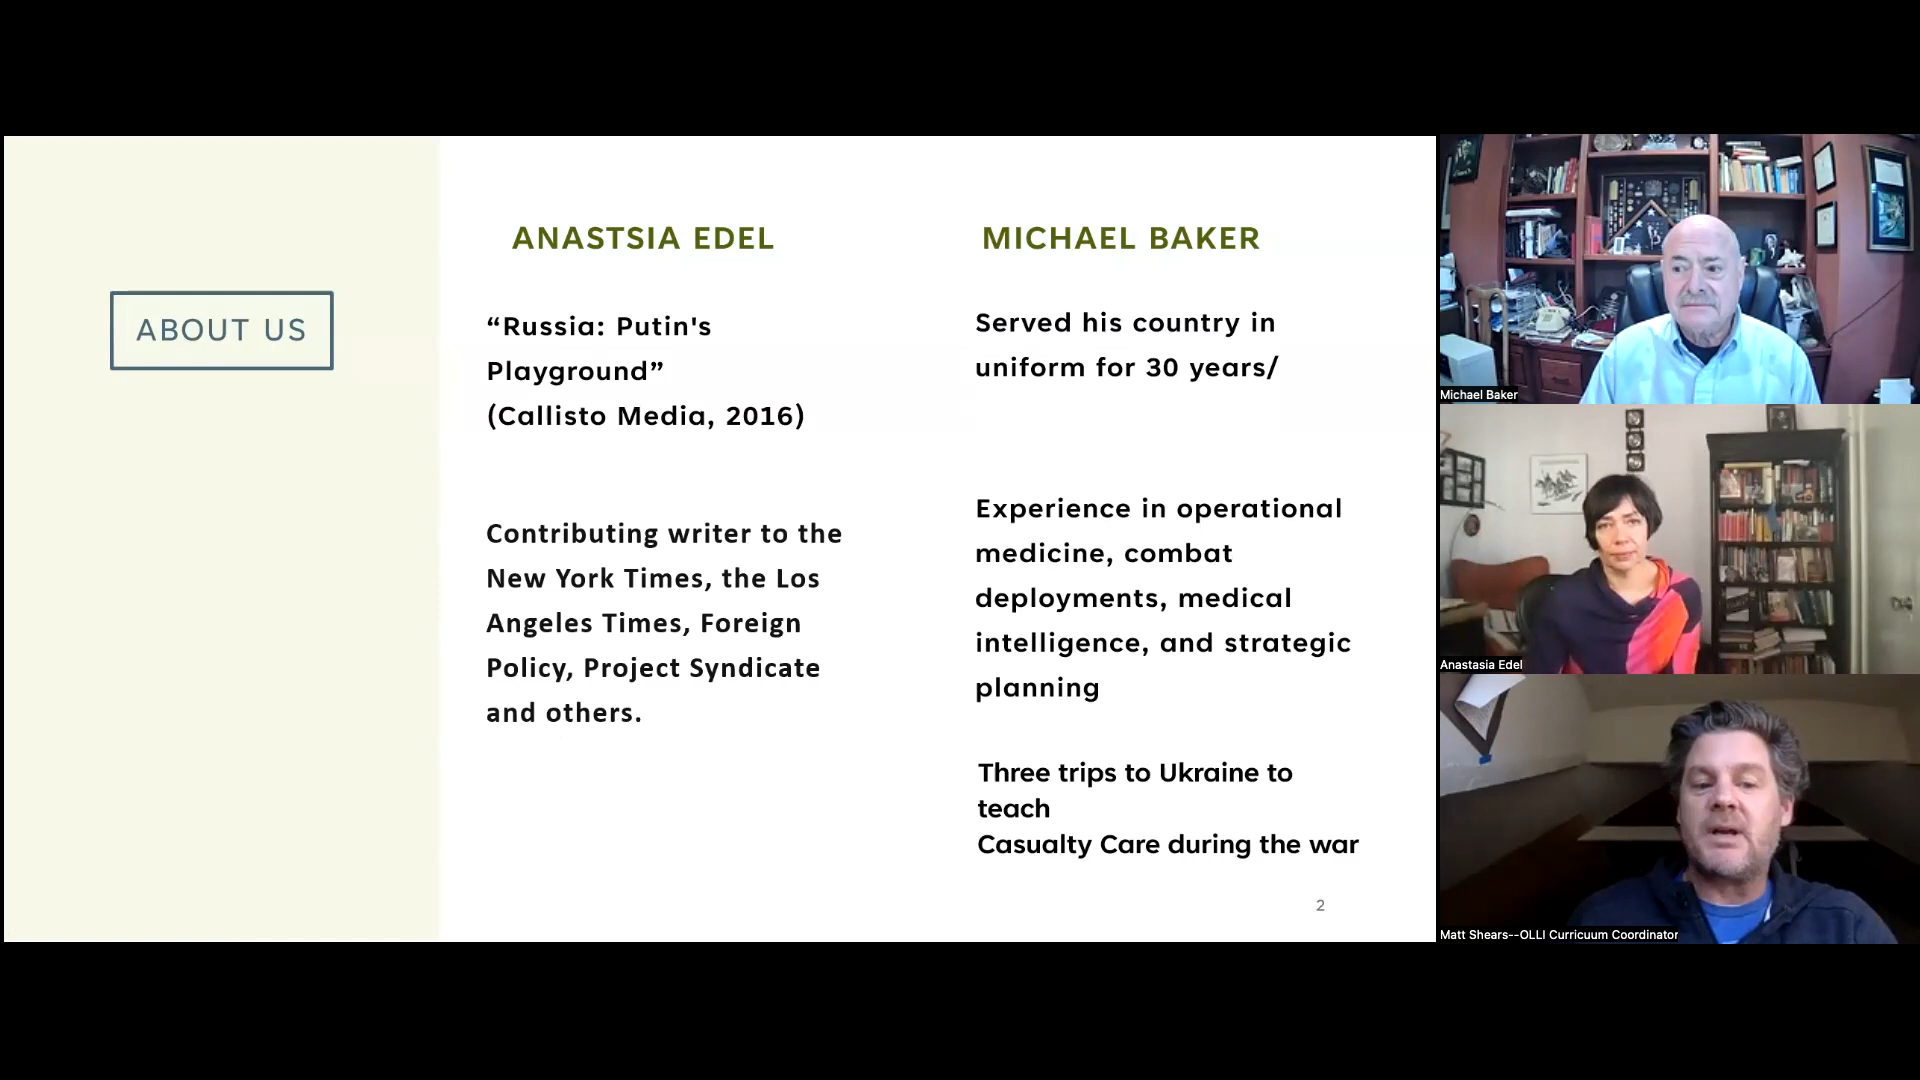 ABOUT US
ANASTSIA EDEL
“Russia: Putin's
Playground”
(Callisto Media, 2016)
Contributing writer to the
New York Times, the Los
Angeles Times, Foreign
Policy, Project Syndicate
and others.
MICHAEL BAKER
Served his country in
uniform for 30 years/
Experience in operational
medicine, combat
deployments, medical
intelligence, and strategic
planning
Three trips to Ukraine to
teach
Casualty Care during the war
2
Michael Baker
Anastasia Edel
Matt Shears--OLLI Curricuum Coordinator